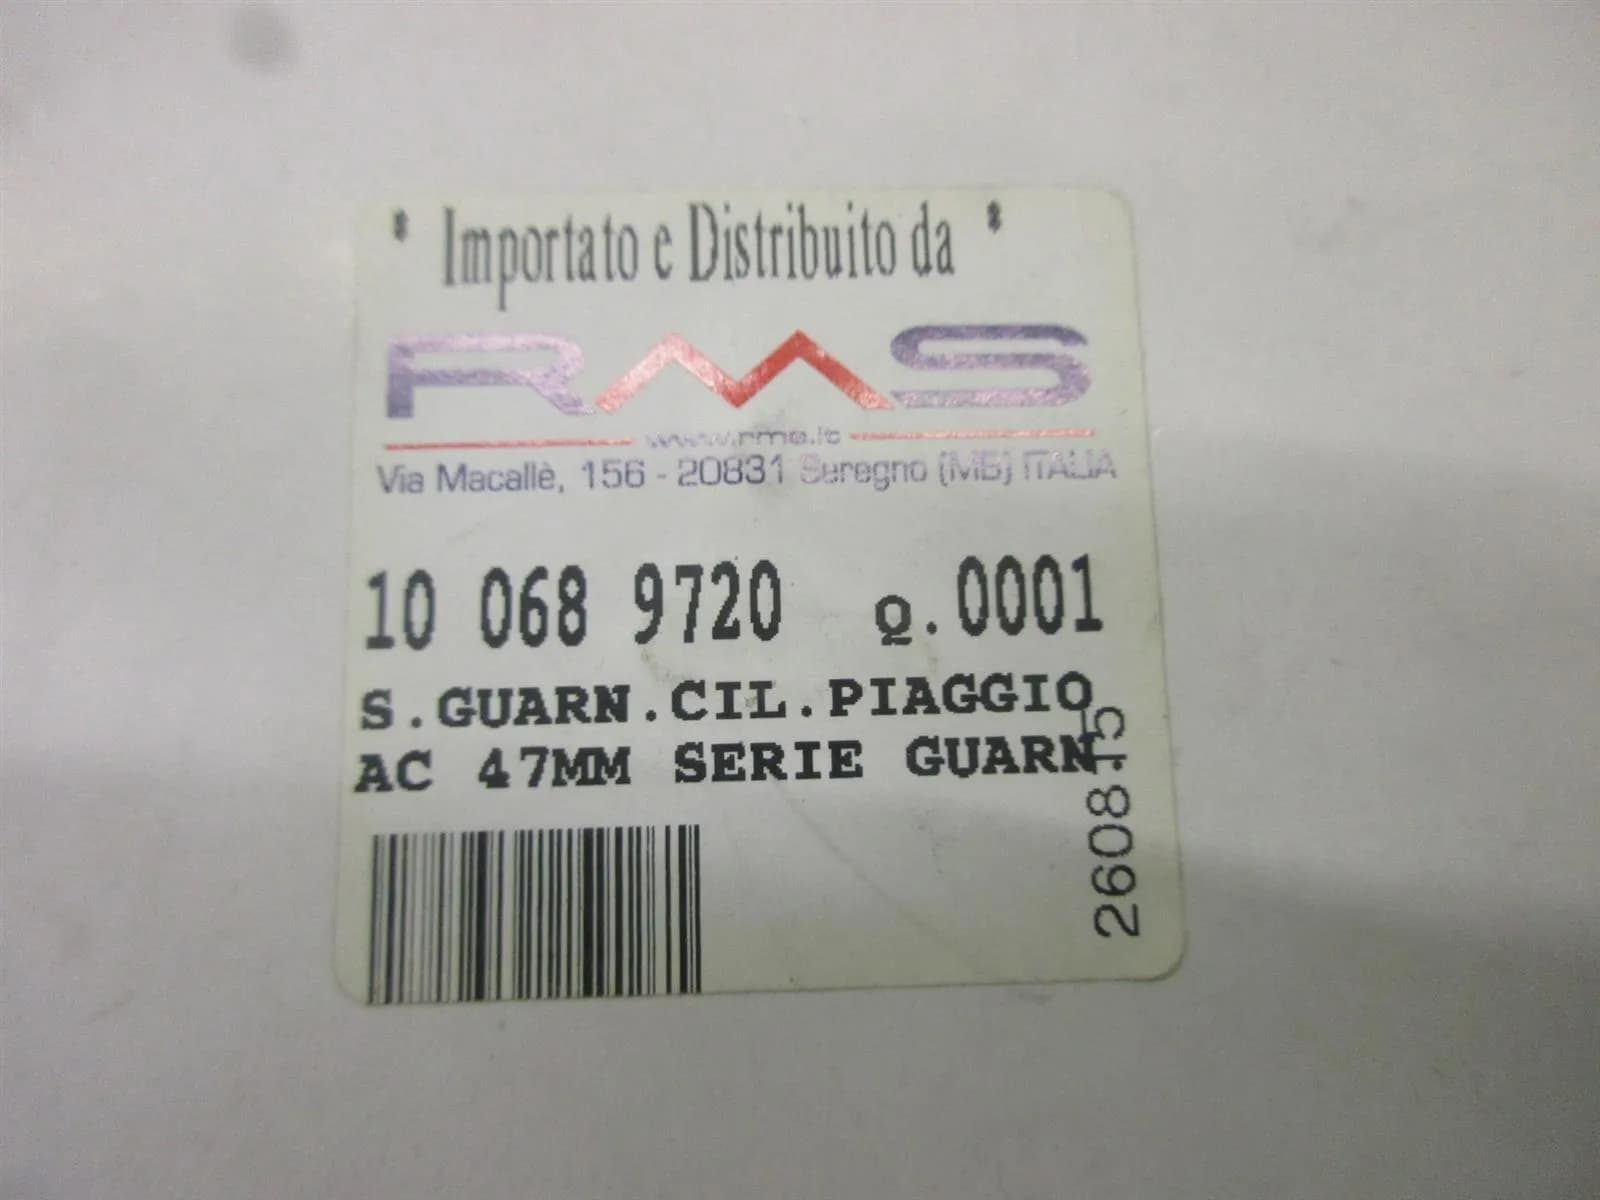 * Importato e Distribuito da *
RMS
www.rms.it
Via Macallè, 156 - 20831 Seregno (MB) ITALIA
10 068 9720 Q.0001
S.GUARN.CIL.PIAGGIO
AC 47MM SERIE GUARN
260815